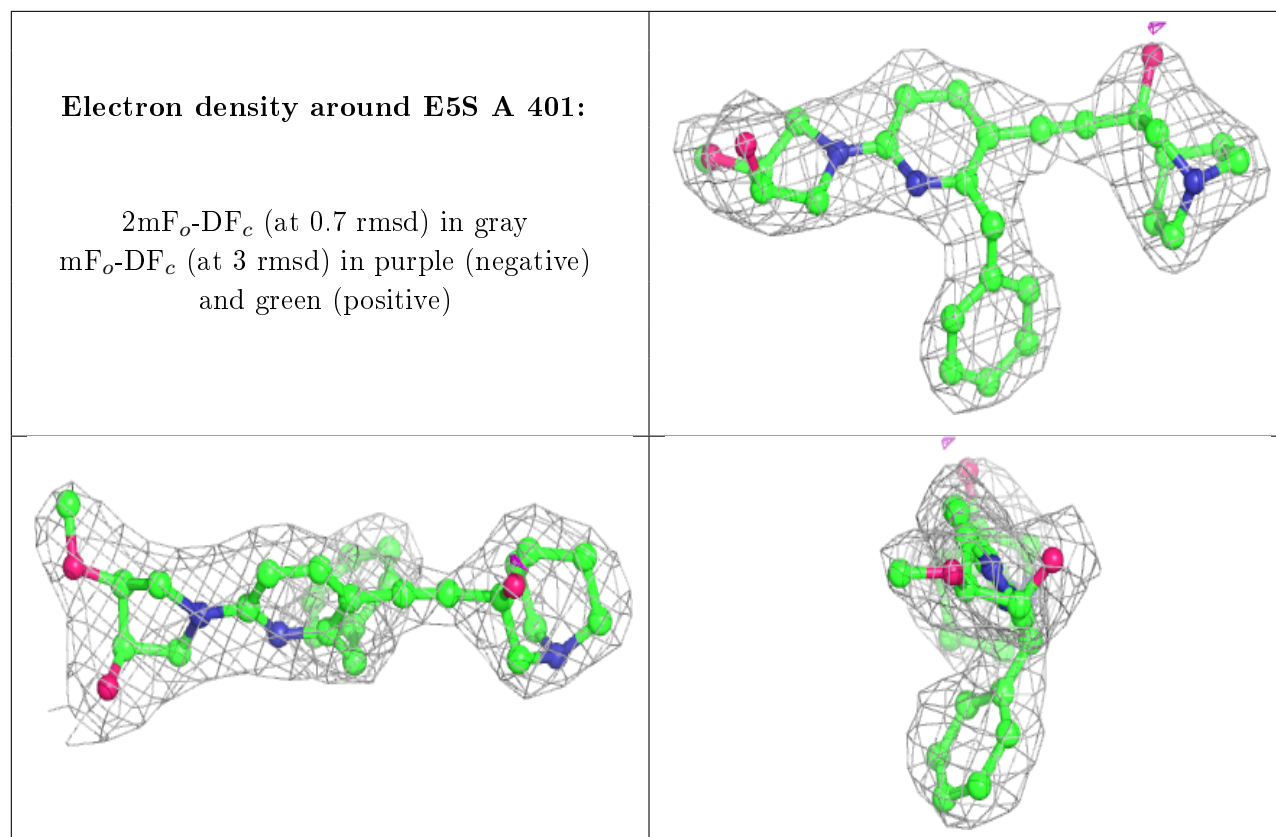 Electron density around E5S A 401:
2mFₒ-DF𝒸 (at 0.7 rmsd) in gray
mFₒ-DF𝒸 (at 3 rmsd) in purple (negative)
and green (positive)